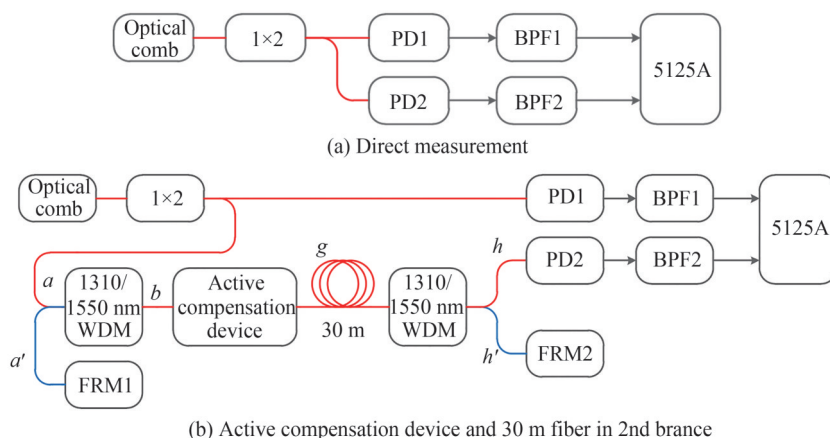 Optical
comb
1×2
PD1
BPF1
5125A
PD2
BPF2
(a) Direct measurement
Optical
comb
1×2
PD1
BPF1
5125A
g
h
PD2
BPF2
a
1310/
1550 nm
WDM
b
Active
compensation
device
30 m
1310/
1550 nm
WDM
a′
FRM1
h′
FRM2
(b) Active compensation device and 30 m fiber in 2nd brance